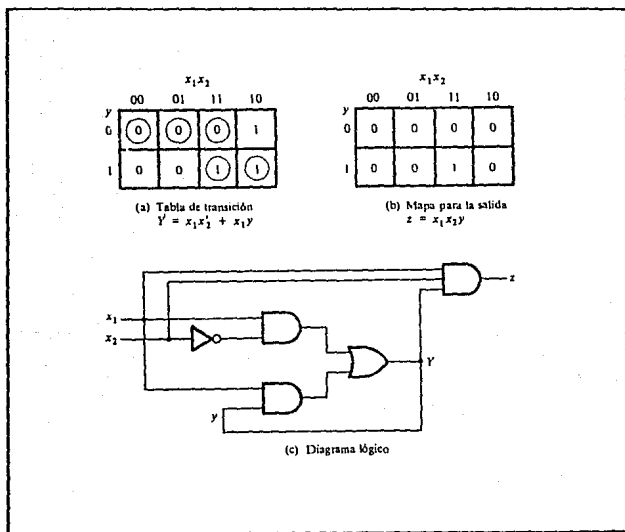 x₁x₂
00 01 11 10
y
0 0 0 0 1
1 0 0 1 1
(a) Tabla de transición
Y = x₁x₂′ + x₁y
x₁x₂
00 01 11 10
y
0 0 0 0 0
1 0 0 1 0
(b) Mapa para la salida
z = x₁x₂y
z
x₁
x₂
Y
y
(c) Diagrama lógico